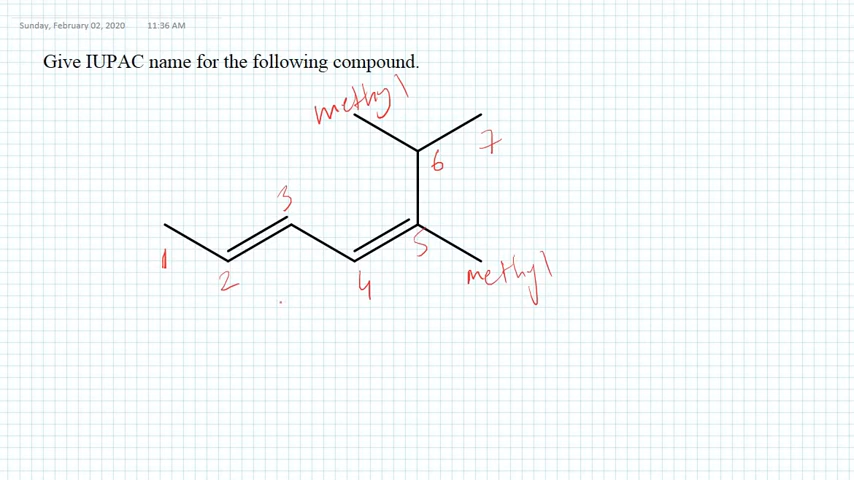 Sunday, February 02, 2020 11:36 AM
Give IUPAC name for the following compound.
methyl
7
6
3
5
1
2
4
methyl